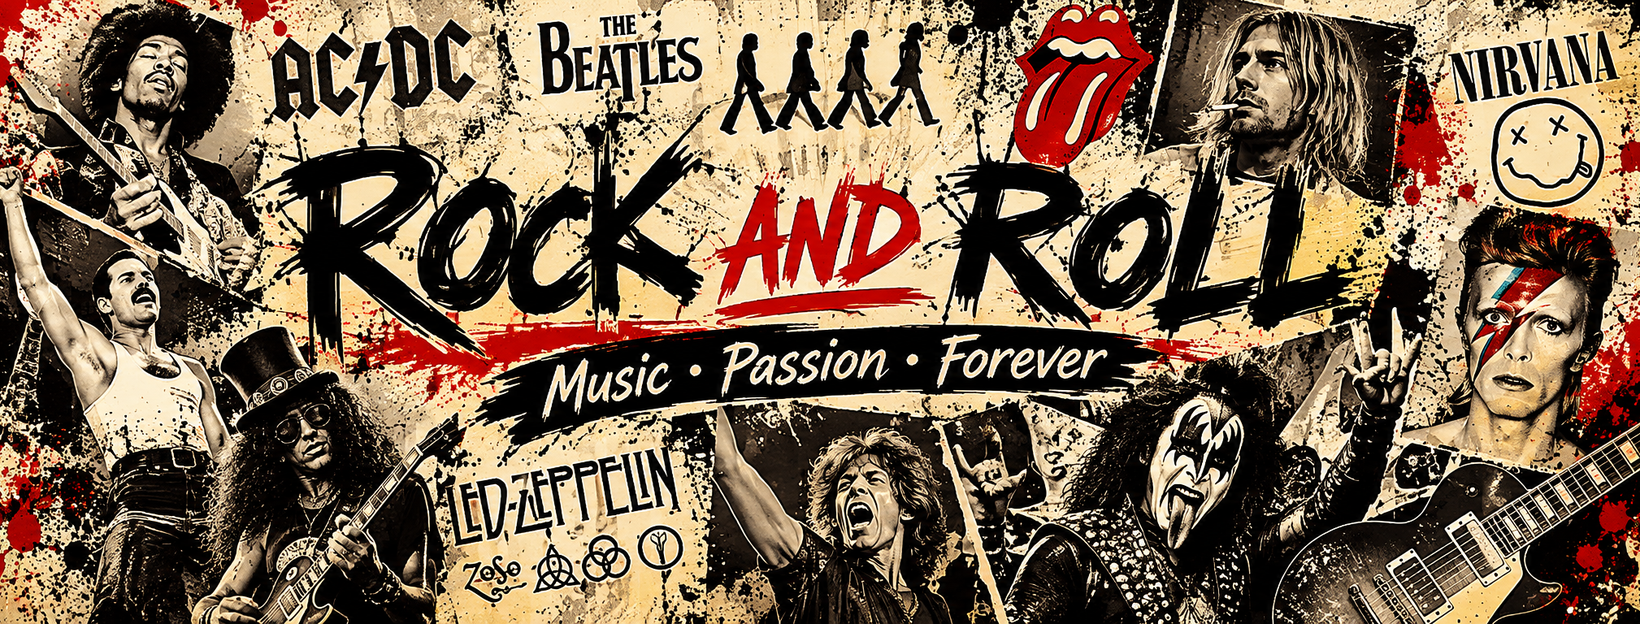 AC⚡DC
THE
BEATLES
NIRVANA
ROCK AND ROLL
Music • Passion • Forever
LED-ZEPPELIN
ZoSo